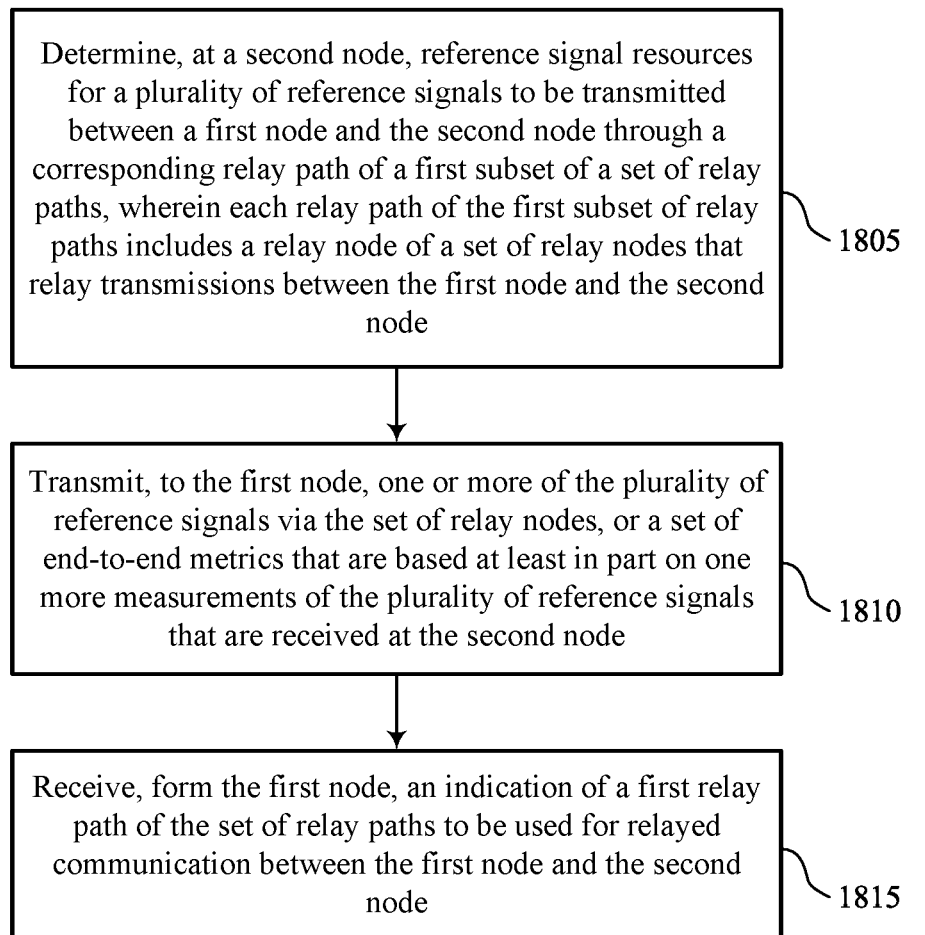 Determine, at a second node, reference signal resources
for a plurality of reference signals to be transmitted
between a first node and the second node through a
corresponding relay path of a first subset of a set of relay
paths, wherein each relay path of the first subset of relay
paths includes a relay node of a set of relay nodes that
relay transmissions between the first node and the second
node
1805
Transmit, to the first node, one or more of the plurality of
reference signals via the set of relay nodes, or a set of
end-to-end metrics that are based at least in part on one
more measurements of the plurality of reference signals
that are received at the second node
1810
Receive, form the first node, an indication of a first relay
path of the set of relay paths to be used for relayed
communication between the first node and the second
node
1815